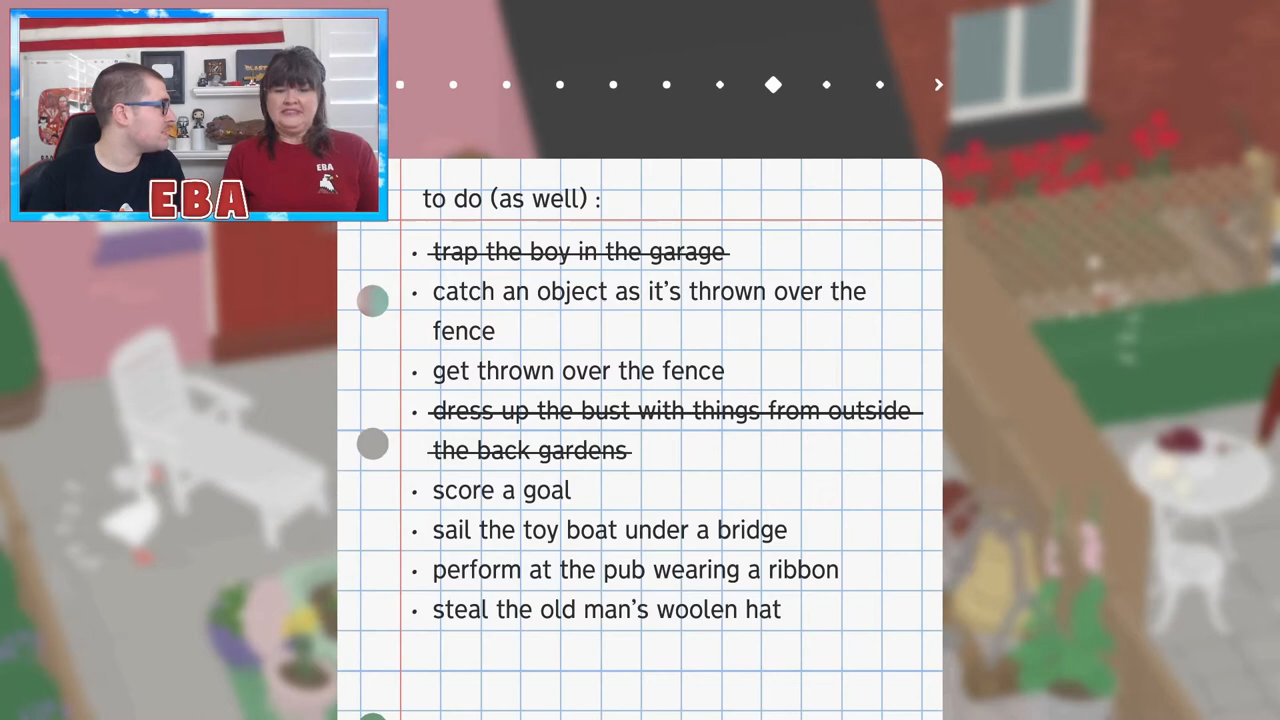 EBA
EBA
to do (as well) :
• trap the boy in the garage
• catch an object as it's thrown over the
fence
• get thrown over the fence
• dress up the bust with things from outside
the back gardens
• score a goal
• sail the toy boat under a bridge
• perform at the pub wearing a ribbon
• steal the old man's woolen hat